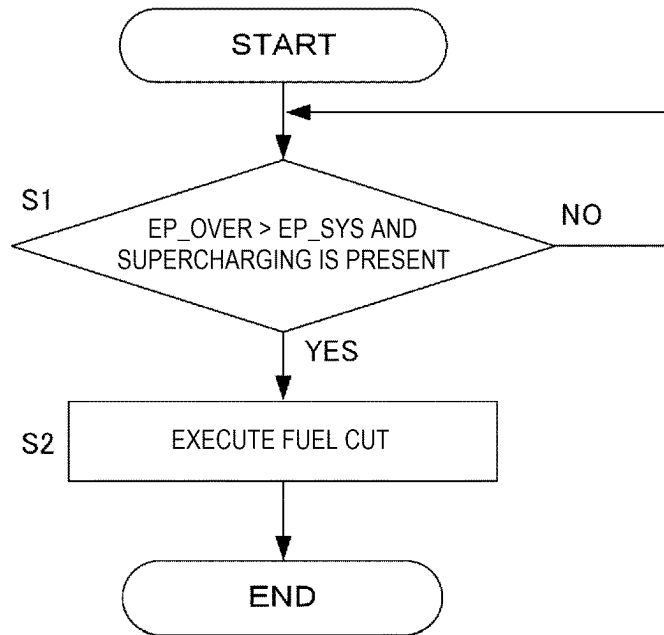 START
S1
EP_OVER > EP_SYS AND
SUPERCHARGING IS PRESENT
NO
YES
S2
EXECUTE FUEL CUT
END